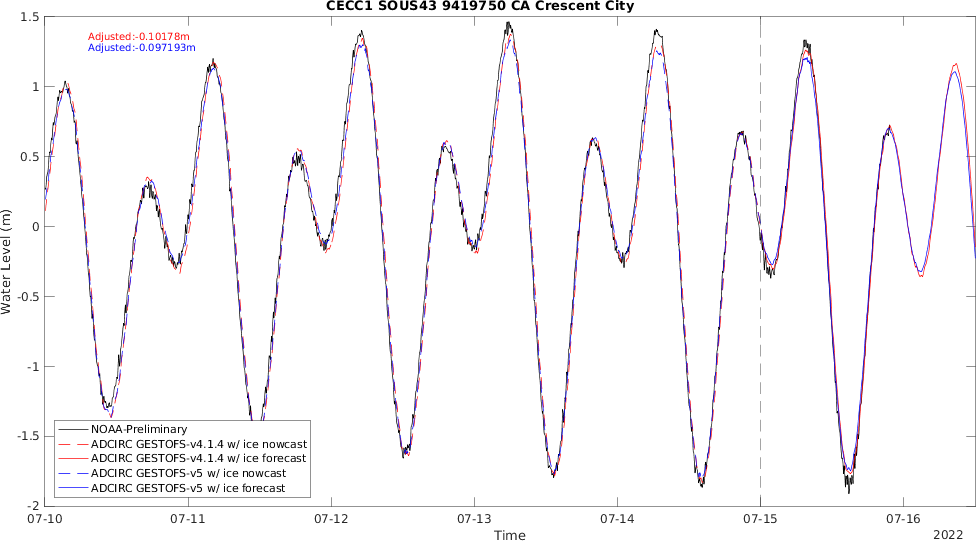 CECC1 SOUS43 9419750 CA Crescent City
Adjusted:-0.10178m
Adjusted:-0.097193m
1.5
1
0.5
0
-0.5
-1
-1.5
-2
Water Level (m)
NOAA-Preliminary
ADCIRC GESTOFS-v4.1.4 w/ ice nowcast
ADCIRC GESTOFS-v4.1.4 w/ ice forecast
ADCIRC GESTOFS-v5 w/ ice nowcast
ADCIRC GESTOFS-v5 w/ ice forecast
07-10 07-11 07-12 07-13 07-14 07-15 07-16
Time
2022